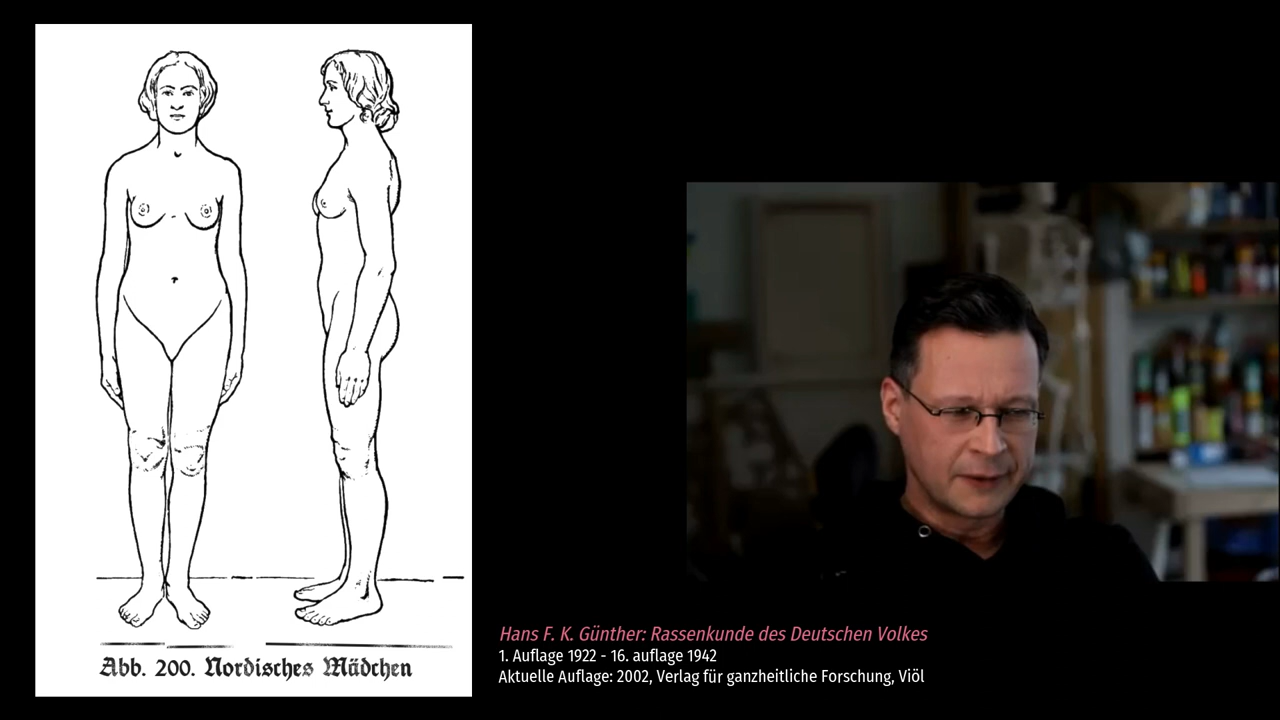 Abb. 200. Nordisches Mädchen
Hans F. K. Günther: Rassenkunde des Deutschen Volkes
1. Auflage 1922 - 16. auflage 1942
Aktuelle Auflage: 2002, Verlag für ganzheitliche Forschung, Viöl